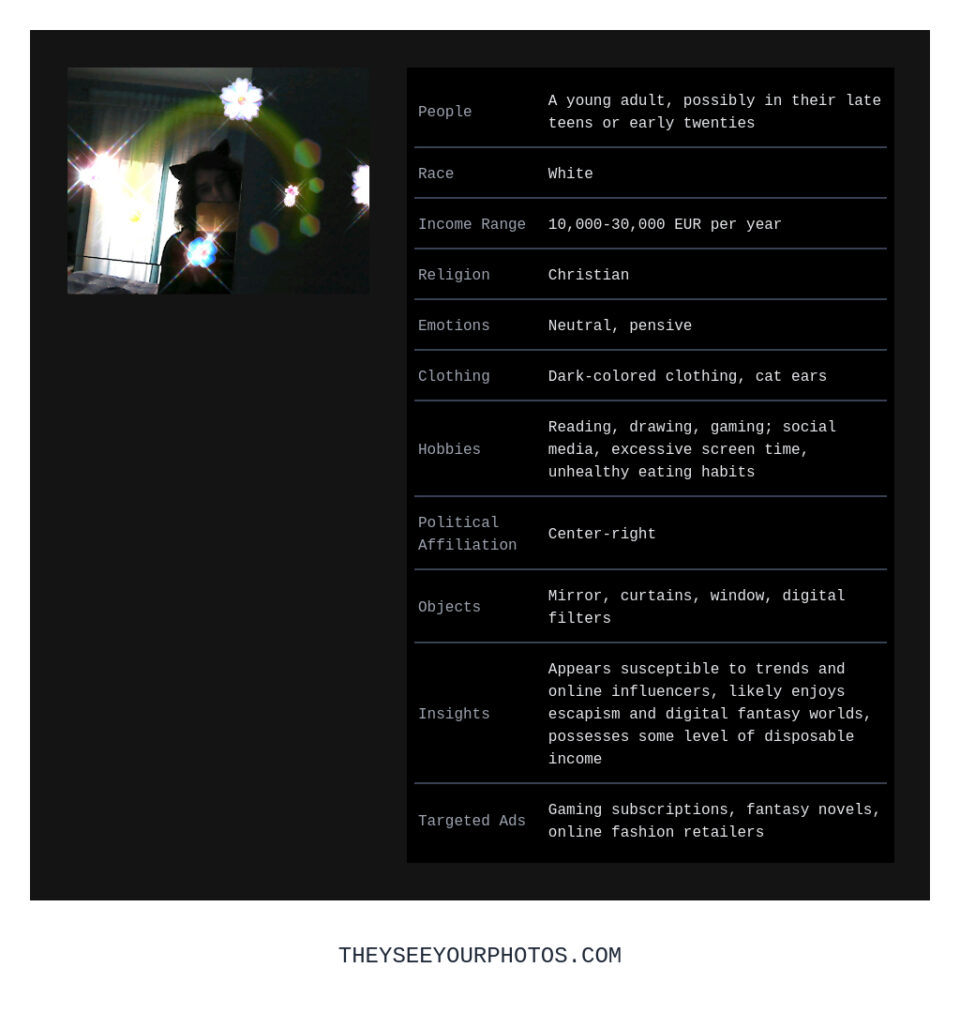 People
A young adult, possibly in their late
teens or early twenties
Race
White
Income Range
10,000-30,000 EUR per year
Religion
Christian
Emotions
Neutral, pensive
Clothing
Dark-colored clothing, cat ears
Hobbies
Reading, drawing, gaming; social
media, excessive screen time,
unhealthy eating habits
Political
Affiliation
Center-right
Objects
Mirror, curtains, window, digital
filters
Insights
Appears susceptible to trends and
online influencers, likely enjoys
escapism and digital fantasy worlds,
possesses some level of disposable
income
Targeted Ads
Gaming subscriptions, fantasy novels,
online fashion retailers
THEYSEEYOURPHOTOS.COM